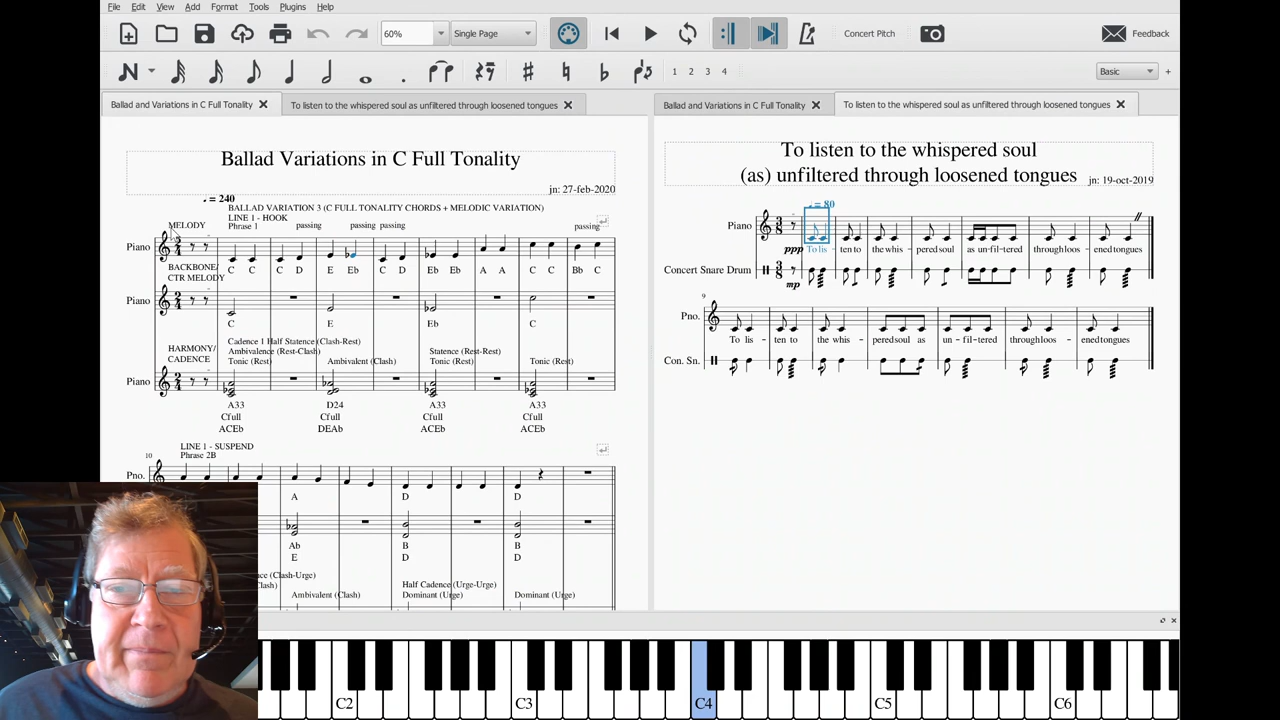 File Edit View Add Format Tools Plugins Help
60% Single Page Concert Pitch Feedback
1 2 3 4 Basic +
Ballad and Variations in C Full Tonality To listen to the whispered soul as unfiltered through loosened tongues
Ballad and Variations in C Full Tonality To listen to the whispered soul as unfiltered through loosened tongues
Ballad Variations in C Full Tonality
jn: 27-feb-2020
= 240
BALLAD VARIATION 3 (C FULL TONALITY CHORDS + MELODIC VARIATION)
LINE 1 - HOOK
MELODY Phrase 1 passing passing passing passing
Piano
BACKBONE/ C C C D E Eb C D Eb Eb A A C C Bb C
CTR MELODY
Piano
C E Eb C
HARMONY/
CADENCE
Cadence 1 Half Statence (Clash-Rest)
Ambivalence (Rest-Clash) Statence (Rest-Rest)
Tonic (Rest) Ambivalent (Clash) Tonic (Rest) Tonic (Rest)
Piano
A33 D24 A33 A33
Cfull Cfull Cfull Cfull
ACEb DEAb ACEb ACEb
LINE 1 - SUSPEND
10 Phrase 2B
Pno.
A D D
Ab B B
E D D
(Clash-Urge) Half Cadence (Urge-Urge)
Ambivalent (Clash) Dominant (Urge) Dominant (Urge)
To listen to the whispered soul
(as) unfiltered through loosened tongues jn: 19-oct-2019
= 80
Piano
ppp To lis - ten to the whis - pered soul as un-fil-tered through loos - ened tongues
Concert Snare Drum
mp
9
Pno.
To lis - ten to the whis - pered soul as un - fil - tered through loos - ened tongues
Con. Sn.
C2 C3 C4 C5 C6